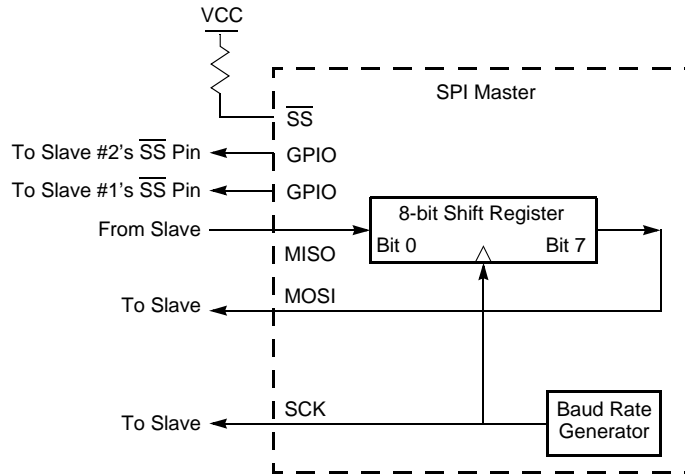 VCC
SPI Master
SS
To Slave #2's SS Pin
GPIO
To Slave #1's SS Pin
GPIO
8-bit Shift Register
From Slave
Bit 0
Bit 7
MISO
MOSI
To Slave
SCK
Baud Rate
Generator
To Slave